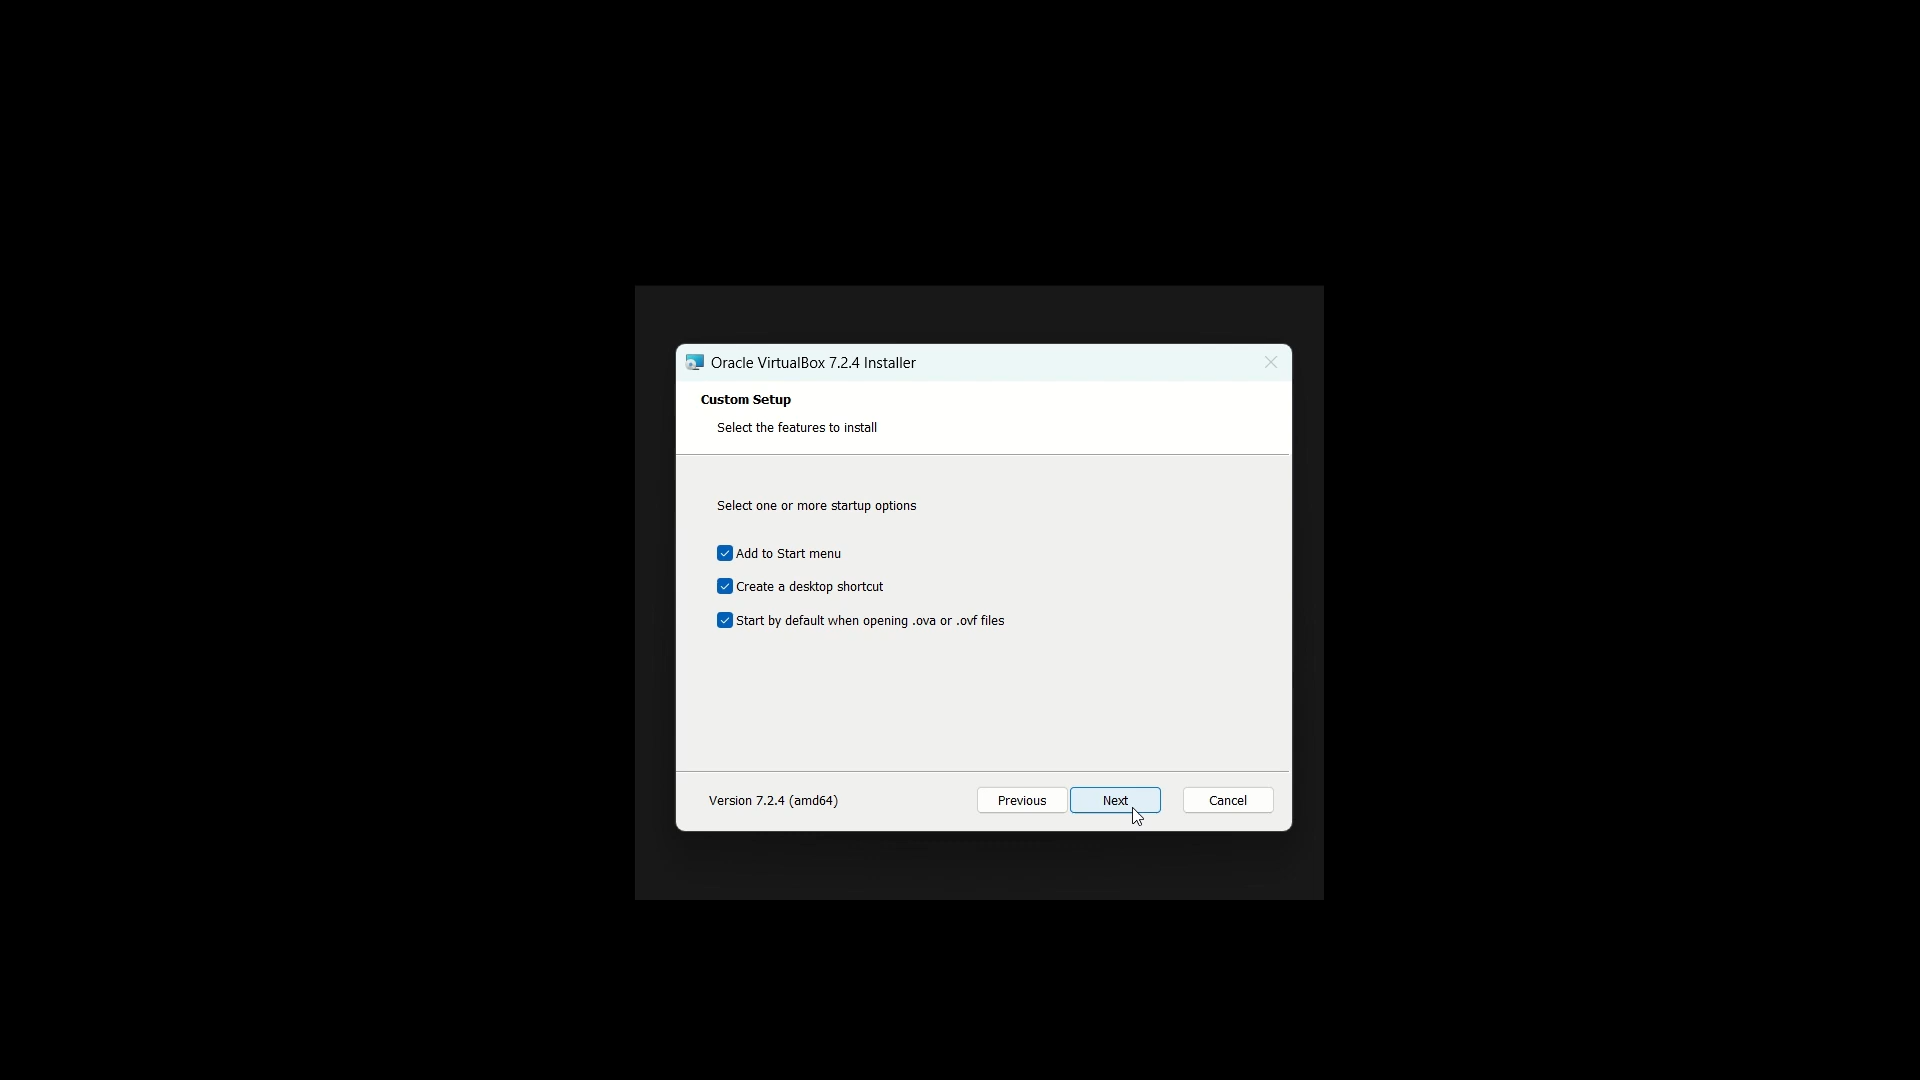 Oracle VirtualBox 7.2.4 Installer
Custom Setup
Select the features to install
Select one or more startup options
Add to Start menu
Create a desktop shortcut
Start by default when opening .ova or .ovf files
Version 7.2.4 (amd64)
Previous
Next
Cancel